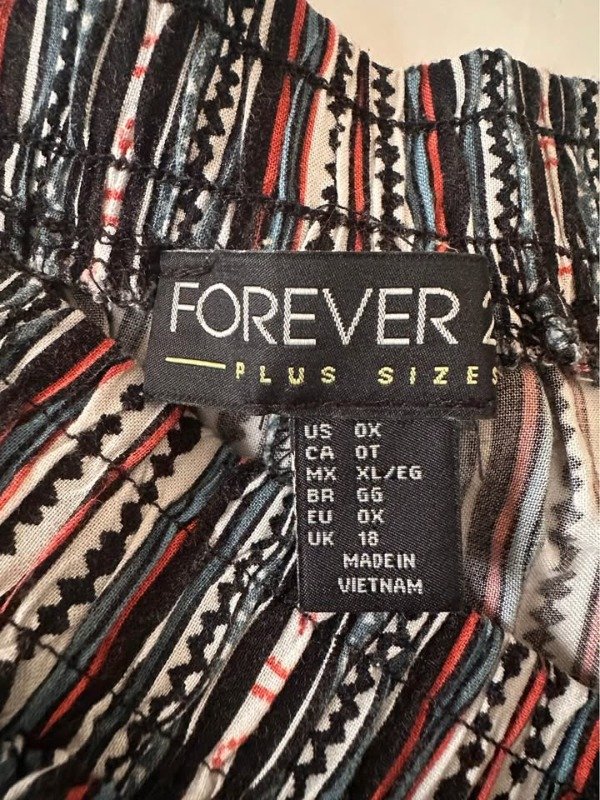 FOREVER 2
PLUS SIZES
US 0X
CA 0T
MX XL/EG
BR GG
EU 0X
UK 18
MADE IN
VIETNAM